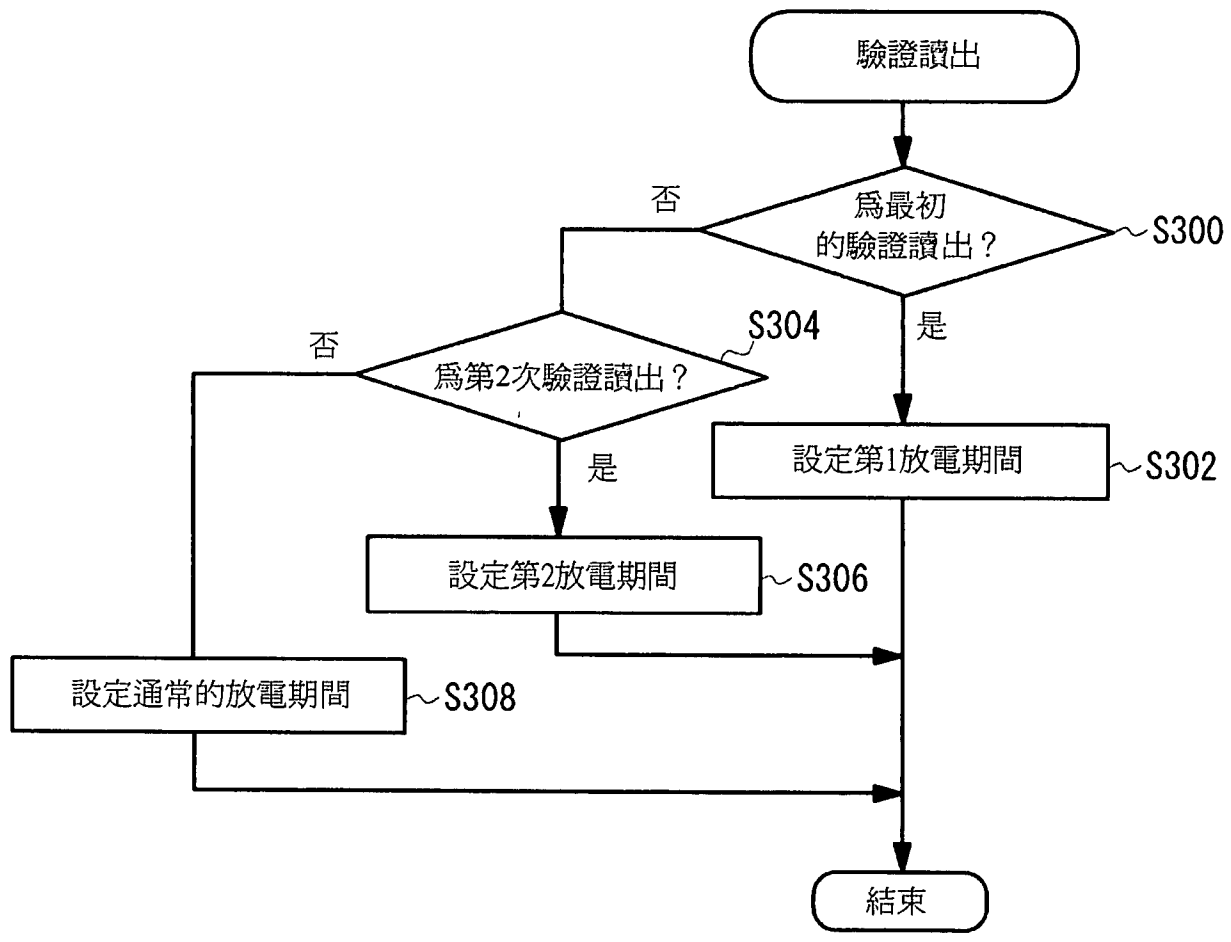 驗證讀出
否
爲最初
的驗證讀出？
S300
是
否
S304
爲第2次驗證讀出？
是
設定第1放電期間
S302
設定第2放電期間
S306
設定通常的放電期間
S308
結束